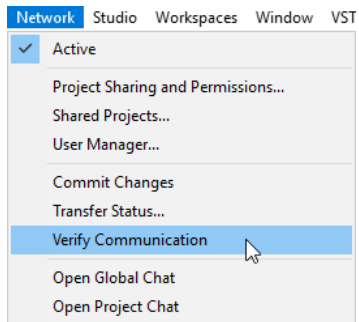 Network Studio Workspaces Window VST
Active
Project Sharing and Permissions...
Shared Projects...
User Manager...
Commit Changes
Transfer Status...
Verify Communication
Open Global Chat
Open Project Chat